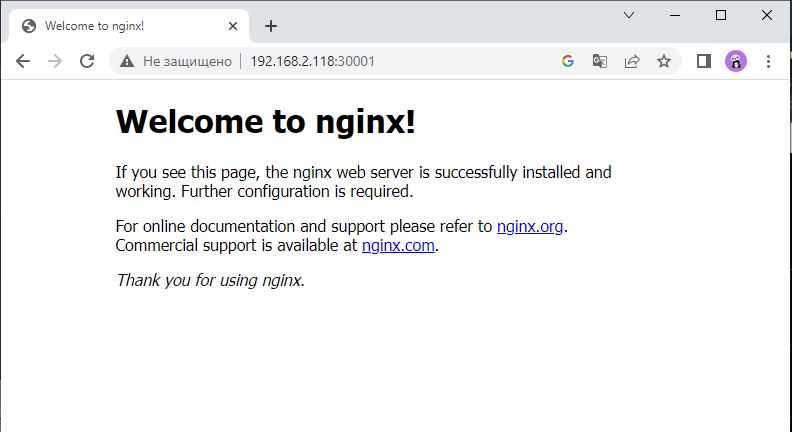 Welcome to nginx!
Не защищено
192.168.2.118:30001
Welcome to nginx!
If you see this page, the nginx web server is successfully installed and
working. Further configuration is required.
For online documentation and support please refer to nginx.org.
Commercial support is available at nginx.com.
Thank you for using nginx.